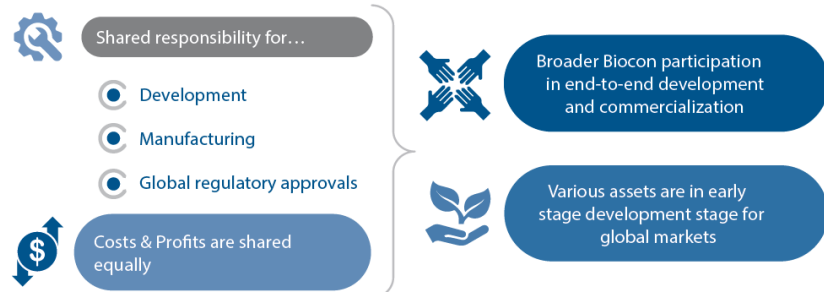 Shared responsibility for…
Development
Manufacturing
Global regulatory approvals
$
Costs & Profits are shared
equally
Broader Biocon participation
in end-to-end development
and commercialization
Various assets are in early
stage development stage for
global markets